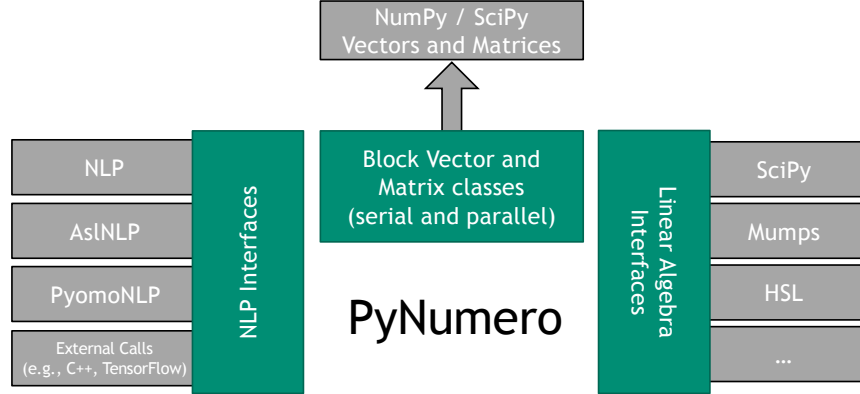 NumPy / SciPy
Vectors and Matrices
NLP
AslNLP
PyomoNLP
External Calls
(e.g., C++, TensorFlow)
NLP Interfaces
Block Vector and
Matrix classes
(serial and parallel)
PyNumero
Linear Algebra
Interfaces
SciPy
Mumps
HSL
...